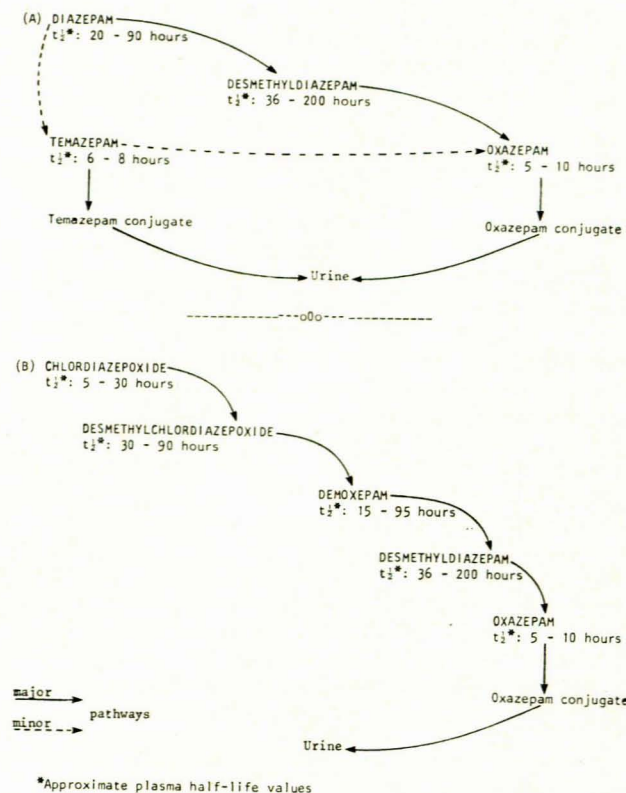 (A) DIAZEPAM
t½*: 20 - 90 hours
DESMETHYLDIAZEPAM
t½*: 36 - 200 hours
TEMAZEPAM
t½*: 6 - 8 hours
OXAZEPAM
t½*: 5 - 10 hours
Temazepam conjugate
Oxazepam conjugate
Urine
---oOo---
(B) CHLORDIAZEPOXIDE
t½*: 5 - 30 hours
DESMETHYLCHLORDIAZEPOXIDE
t½*: 30 - 90 hours
DEMOXEPAM
t½*: 15 - 95 hours
DESMETHYLDIAZEPAM
t½*: 36 - 200 hours
OXAZEPAM
t½*: 5 - 10 hours
Oxazepam conjugate
major
pathways
minor
Urine
*Approximate plasma half-life values